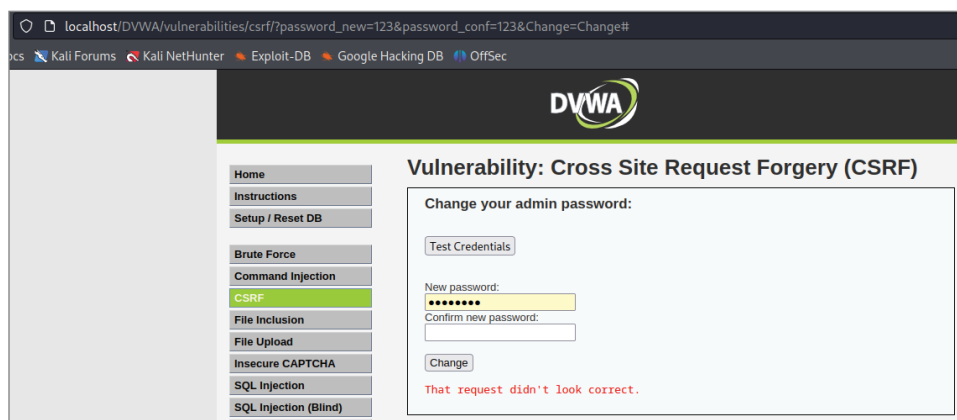 localhost/DVWA/vulnerabilities/csrf/?password_new=123&password_conf=123&Change=Change#
ocs Kali Forums Kali NetHunter Exploit-DB Google Hacking DB OffSec
DVWA
Vulnerability: Cross Site Request Forgery (CSRF)
Home
Instructions
Setup / Reset DB
Brute Force
Command Injection
CSRF
File Inclusion
File Upload
Insecure CAPTCHA
SQL Injection
SQL Injection (Blind)
Change your admin password:
Test Credentials
New password:
••••••••
Confirm new password:
Change
That request didn't look correct.